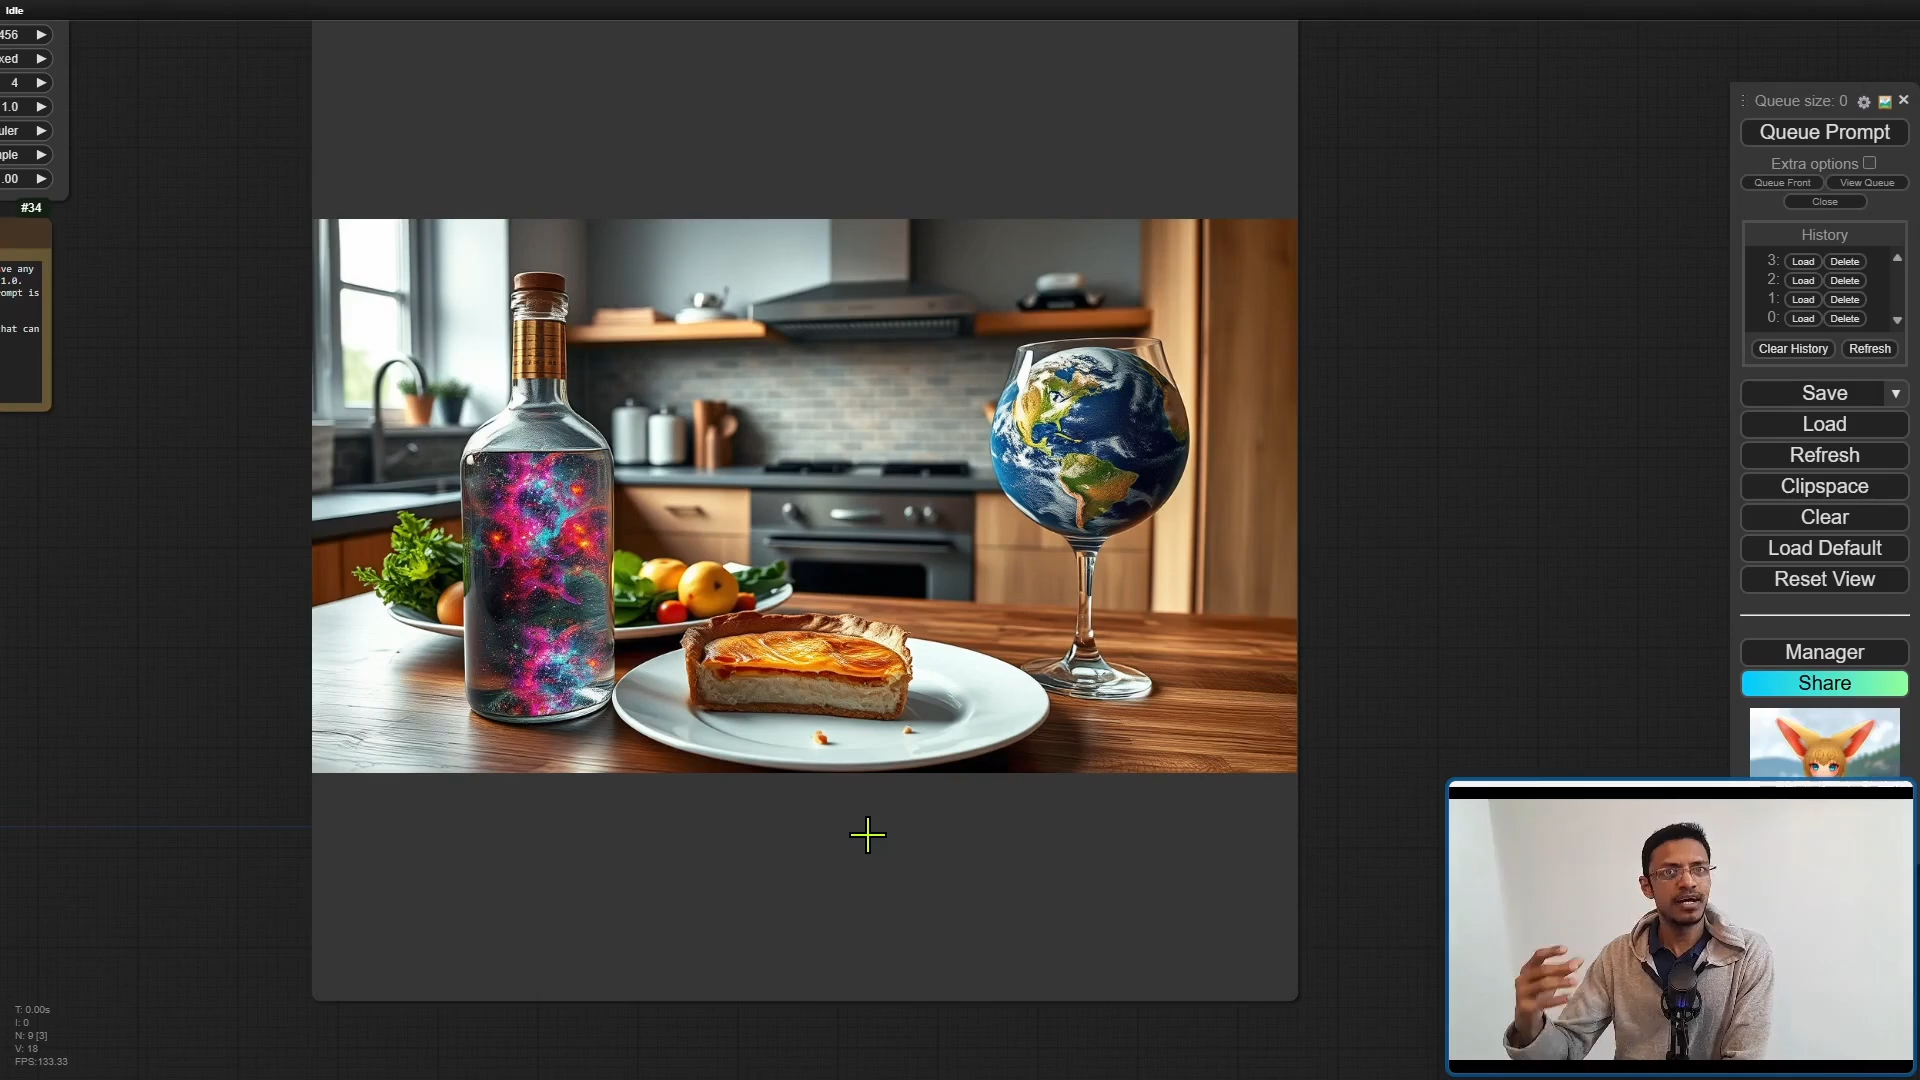 Idle
456
xed
4
1.0
uler
nple
.00
#34
ve any
1.0.
ompt is
hat can
Queue size: 0
Queue Prompt
Extra options
Queue Front
View Queue
Close
History
3: Load Delete
2: Load Delete
1: Load Delete
0: Load Delete
Clear History Refresh
Save
Load
Refresh
Clipspace
Clear
Load Default
Reset View
Manager
Share
T: 0.00s
I: 0
N: 9 [3]
V: 18
FPS:133.33